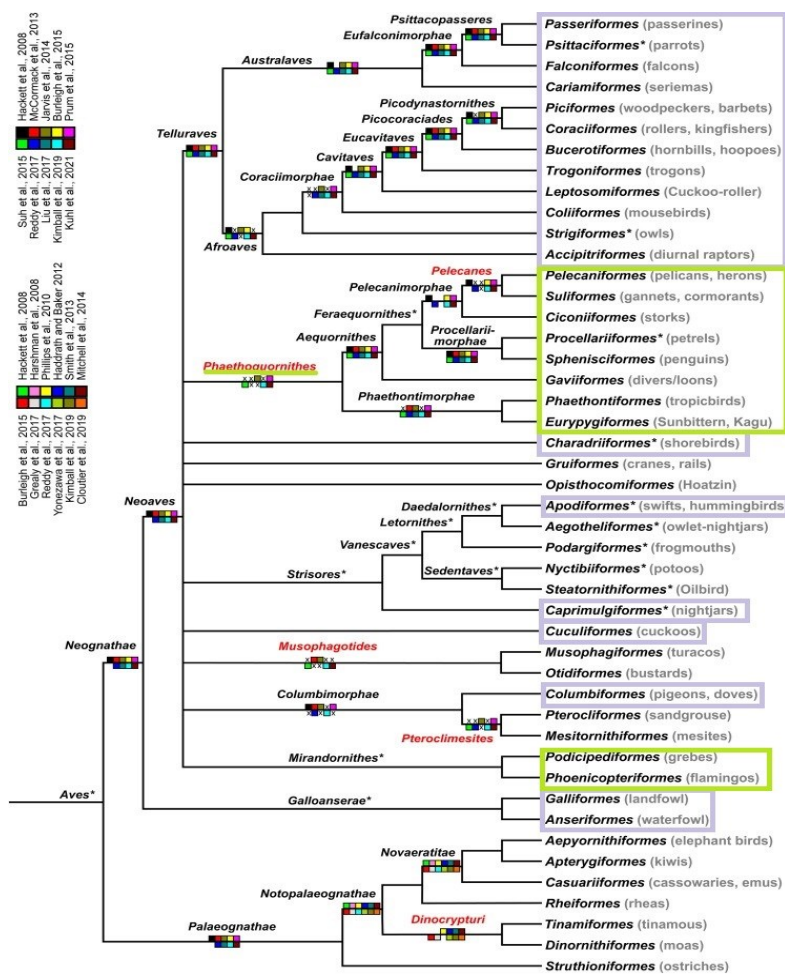 Hackett et al., 2008
McCormack et al., 2013
Jarvis et al., 2014
Burleigh et al., 2015
Prum et al., 2015
Suh et al., 2015
Reddy et al., 2017
Liu et al., 2017
Kimball et al., 2019
Kuhl et al., 2021
Hackett et al., 2008
Harshman et al., 2008
Phillips et al., 2010
Haddrath and Baker 2012
Smith et al., 2013
Mitchell et al., 2014
Burleigh et al., 2015
Grealy et al., 2017
Reddy et al., 2017
Yonezawa et al., 2017
Kimball et al., 2019
Cloutier et al., 2019
Psittacopasseres
Eufalconimorphae
Australaves
Picodynastornithes
Picocoraciades
Eucavitaves
Telluraves
Cavitaves
Coraciimorphae
Afroaves
Pelecanes
Pelecanimorphae
Feraequornithes*
Aequornithes
Procellarii-
morphae
Phaethoquornithes
Phaethontimorphae
Neoaves
Daedalornithes*
Letornithes*
Vanescaves*
Strisores*
Sedentaves*
Neognathae
Musophagotides
Columbimorphae
Pteroclimesites
Mirandornithes*
Aves*
Galloanserae*
Novaeratitae
Notopalaeognathae
Dinocrypturi
Palaeognathae
Passeriformes (passerines)
Psittaciformes* (parrots)
Falconiformes (falcons)
Cariamiformes (seriemas)
Piciformes (woodpeckers, barbets)
Coraciiformes (rollers, kingfishers)
Bucerotiformes (hornbills, hoopoes)
Trogoniformes (trogons)
Leptosomiformes (Cuckoo-roller)
Coliiformes (mousebirds)
Strigiformes* (owls)
Accipitriformes (diurnal raptors)
Pelecaniformes (pelicans, herons)
Suliformes (gannets, cormorants)
Ciconiiformes (storks)
Procellariiformes* (petrels)
Sphenisciformes (penguins)
Gaviiformes (divers/loons)
Phaethontiformes (tropicbirds)
Eurypygiformes (Sunbittern, Kagu)
Charadriiformes* (shorebirds)
Gruiformes (cranes, rails)
Opisthocomiformes (Hoatzin)
Apodiformes* (swifts, hummingbirds
Aegotheliformes* (owlet-nightjars)
Podargiformes* (frogmouths)
Nyctibiiformes* (potoos)
Steatornithiformes* (Oilbird)
Caprimulgiformes* (nightjars)
Cuculiformes (cuckoos)
Musophagiformes (turacos)
Otidiformes (bustards)
Columbiformes (pigeons, doves)
Pterocliformes (sandgrouse)
Mesitornithiformes (mesites)
Podicipediformes (grebes)
Phoenicopteriformes (flamingos)
Galliformes (landfowl)
Anseriformes (waterfowl)
Aepyornithiformes (elephant birds)
Apterygiformes (kiwis)
Casuariiformes (cassowaries, emus)
Rheiformes (rheas)
Tinamiformes (tinamous)
Dinornithiformes (moas)
Struthioniformes (ostriches)